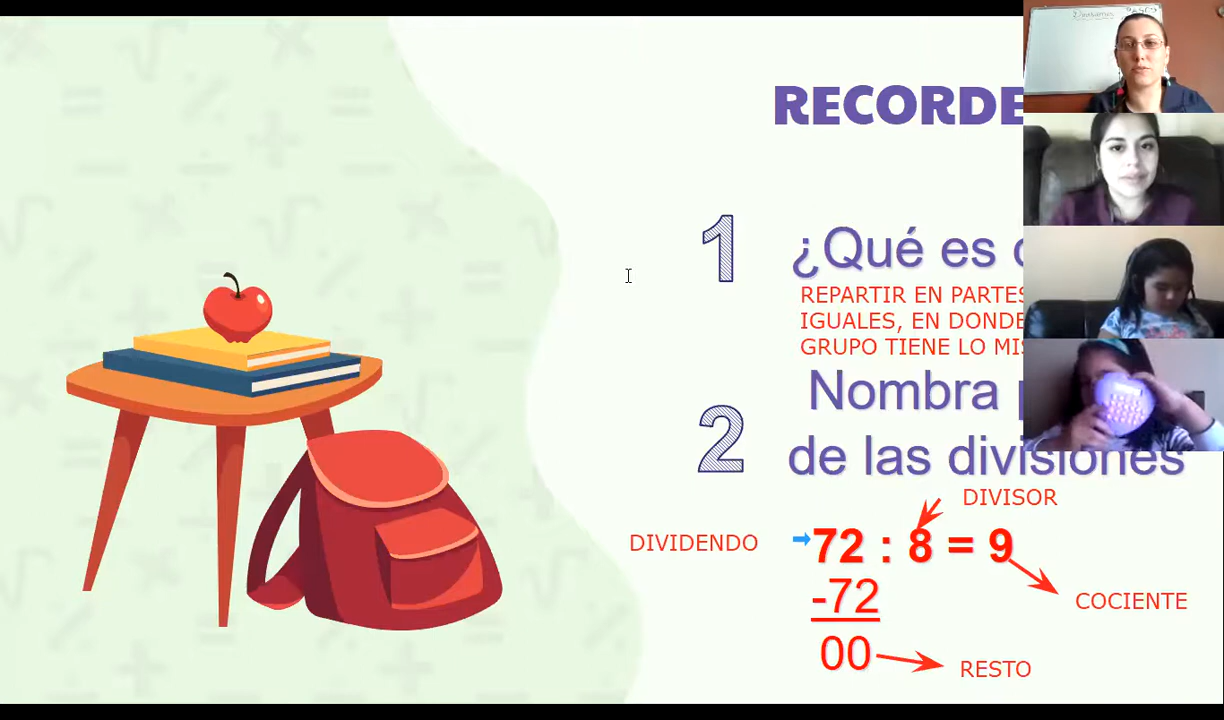 RECORDE
1 ¿Qué es
REPARTIR EN PARTES
IGUALES, EN DONDE
GRUPO TIENE LO MIS
2 Nombra
de las divisiones
DIVISOR
DIVIDENDO 72 : 8 = 9
-72
COCIENTE
00
RESTO